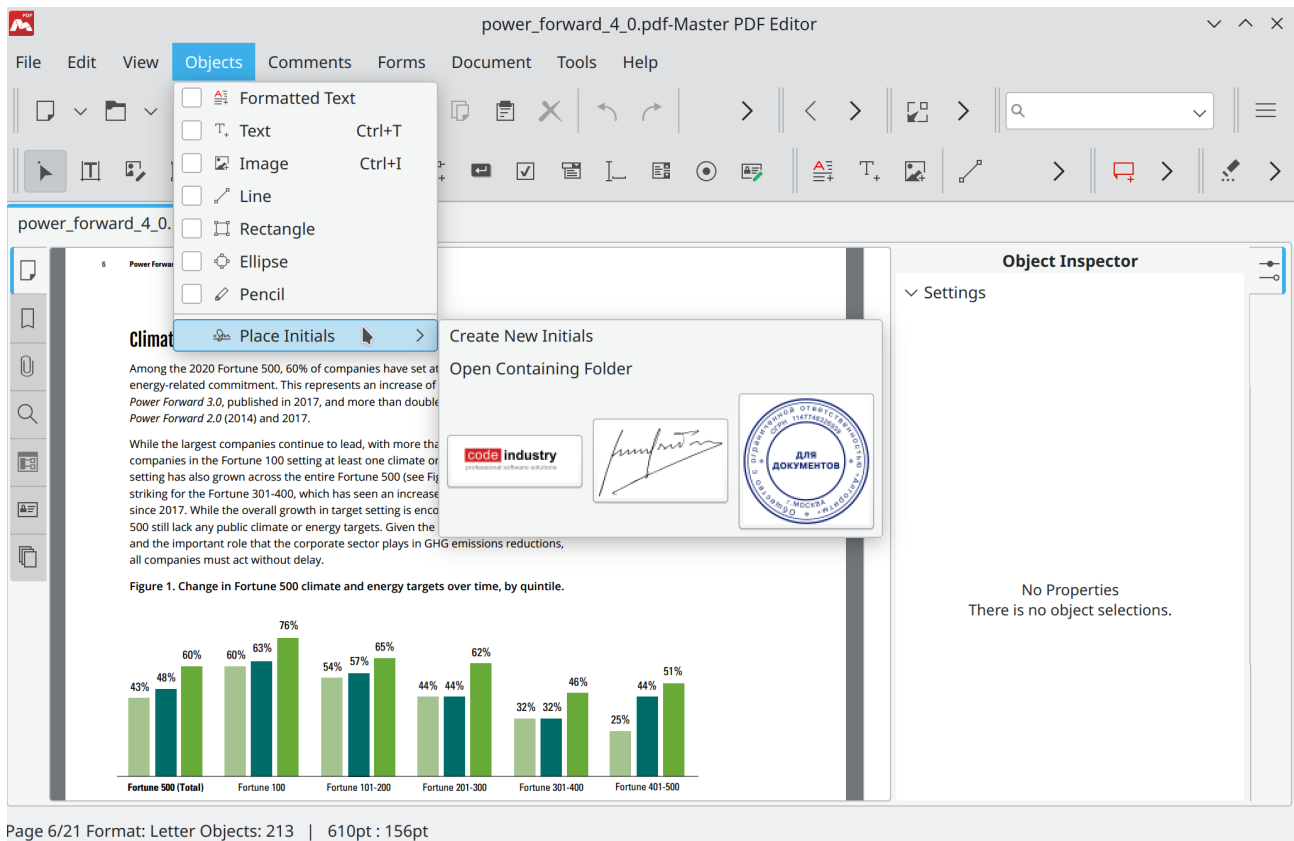 power_forward_4_0.pdf-Master PDF Editor
File Edit View Objects Comments Forms Document Tools Help
Formatted Text
Text Ctrl+T
Image Ctrl+I
Line
Rectangle
Ellipse
Pencil
Place Initials
Create New Initials
Open Containing Folder
code industry
professional software solutions
ДЛЯ
ДОКУМЕНТОВ
Г.МОСКВА
power_forward_4_0.
6 Power Forwa
Climat
Among the 2020 Fortune 500, 60% of companies have set at
energy-related commitment. This represents an increase of
Power Forward 3.0, published in 2017, and more than double
Power Forward 2.0 (2014) and 2017.
While the largest companies continue to lead, with more tha
companies in the Fortune 100 setting at least one climate or
setting has also grown across the entire Fortune 500 (see Fig
striking for the Fortune 301-400, which has seen an increase
since 2017. While the overall growth in target setting is enco
500 still lack any public climate or energy targets. Given the
and the important role that the corporate sector plays in GHG emissions reductions,
all companies must act without delay.
Figure 1. Change in Fortune 500 climate and energy targets over time, by quintile.
43% 48% 60% 60% 63% 76% 54% 57% 65% 44% 44% 62% 32% 32% 46% 25% 44% 51%
Fortune 500 (Total) Fortune 100 Fortune 101-200 Fortune 201-300 Fortune 301-400 Fortune 401-500
Object Inspector
Settings
No Properties
There is no object selections.
Page 6/21 Format: Letter Objects: 213 | 610pt : 156pt